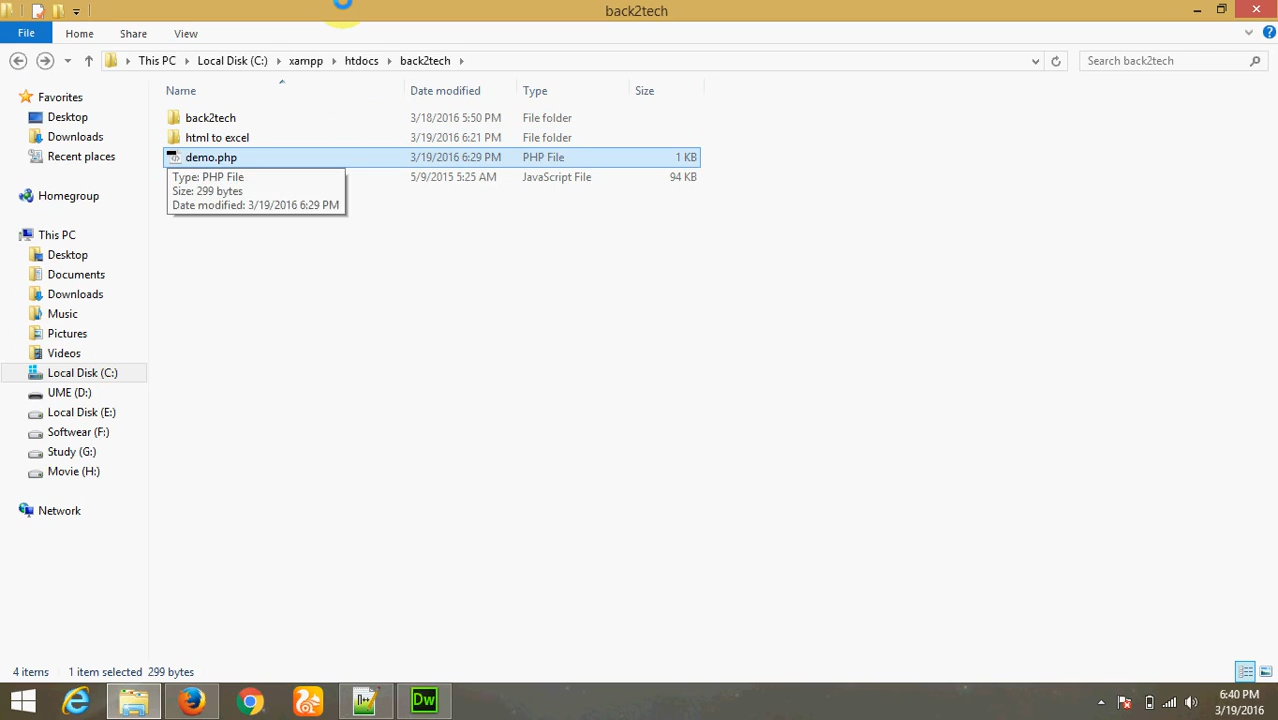 back2tech
File Home Share View
This PC Local Disk (C:) xampp htdocs back2tech Search back2tech
Name Date modified Type Size
Favorites
Desktop
Downloads
Recent places
Homegroup
This PC
Desktop
Documents
Downloads
Music
Pictures
Videos
Local Disk (C:)
UME (D:)
Local Disk (E:)
Softwear (F:)
Study (G:)
Movie (H:)
Network
back2tech 3/18/2016 5:50 PM File folder
html to excel 3/19/2016 6:21 PM File folder
demo.php 3/19/2016 6:29 PM PHP File 1 KB
5/9/2015 5:25 AM JavaScript File 94 KB
Type: PHP File
Size: 299 bytes
Date modified: 3/19/2016 6:29 PM
4 items 1 item selected 299 bytes
Dw
6:40 PM
3/19/2016